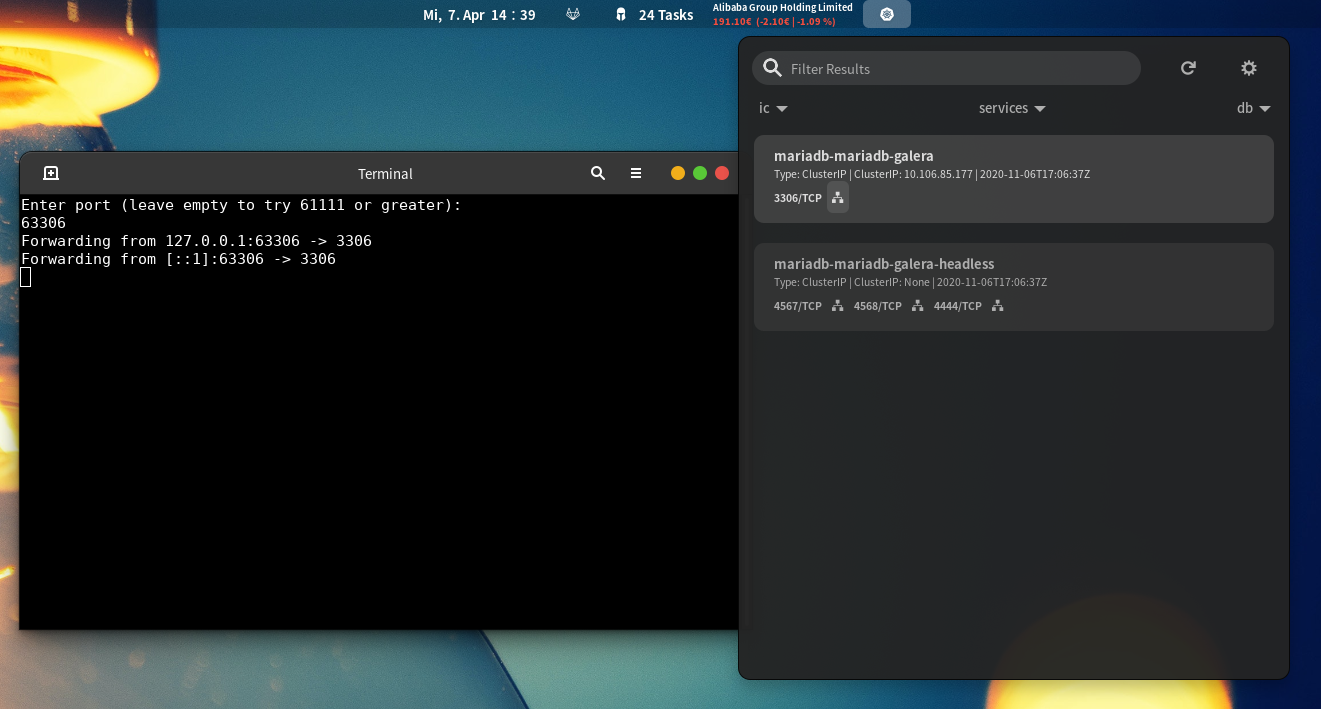 Mi, 7. Apr 14 : 39
24 Tasks
Alibaba Group Holding Limited
191.10€ (-2.10€ | -1.09 %)
Filter Results
ic
services
db
mariadb-mariadb-galera
Type: ClusterIP | ClusterIP: 10.106.85.177 | 2020-11-06T17:06:37Z
3306/TCP
mariadb-mariadb-galera-headless
Type: ClusterIP | ClusterIP: None | 2020-11-06T17:06:37Z
4567/TCP 4568/TCP 4444/TCP
Terminal
Enter port (leave empty to try 61111 or greater):
63306
Forwarding from 127.0.0.1:63306 -> 3306
Forwarding from [::1]:63306 -> 3306